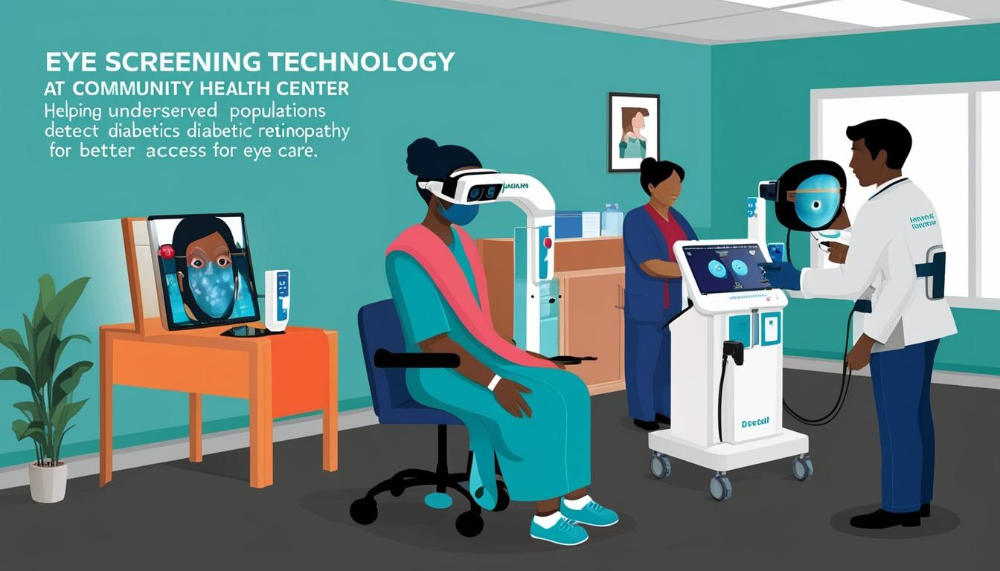 EYE SCREENING TECHNOLOGY
AT COMMUNITY HEALTH CENTER
Helping underserved populations
detect diabetics diabetic retinopathy
for better access for eye care.